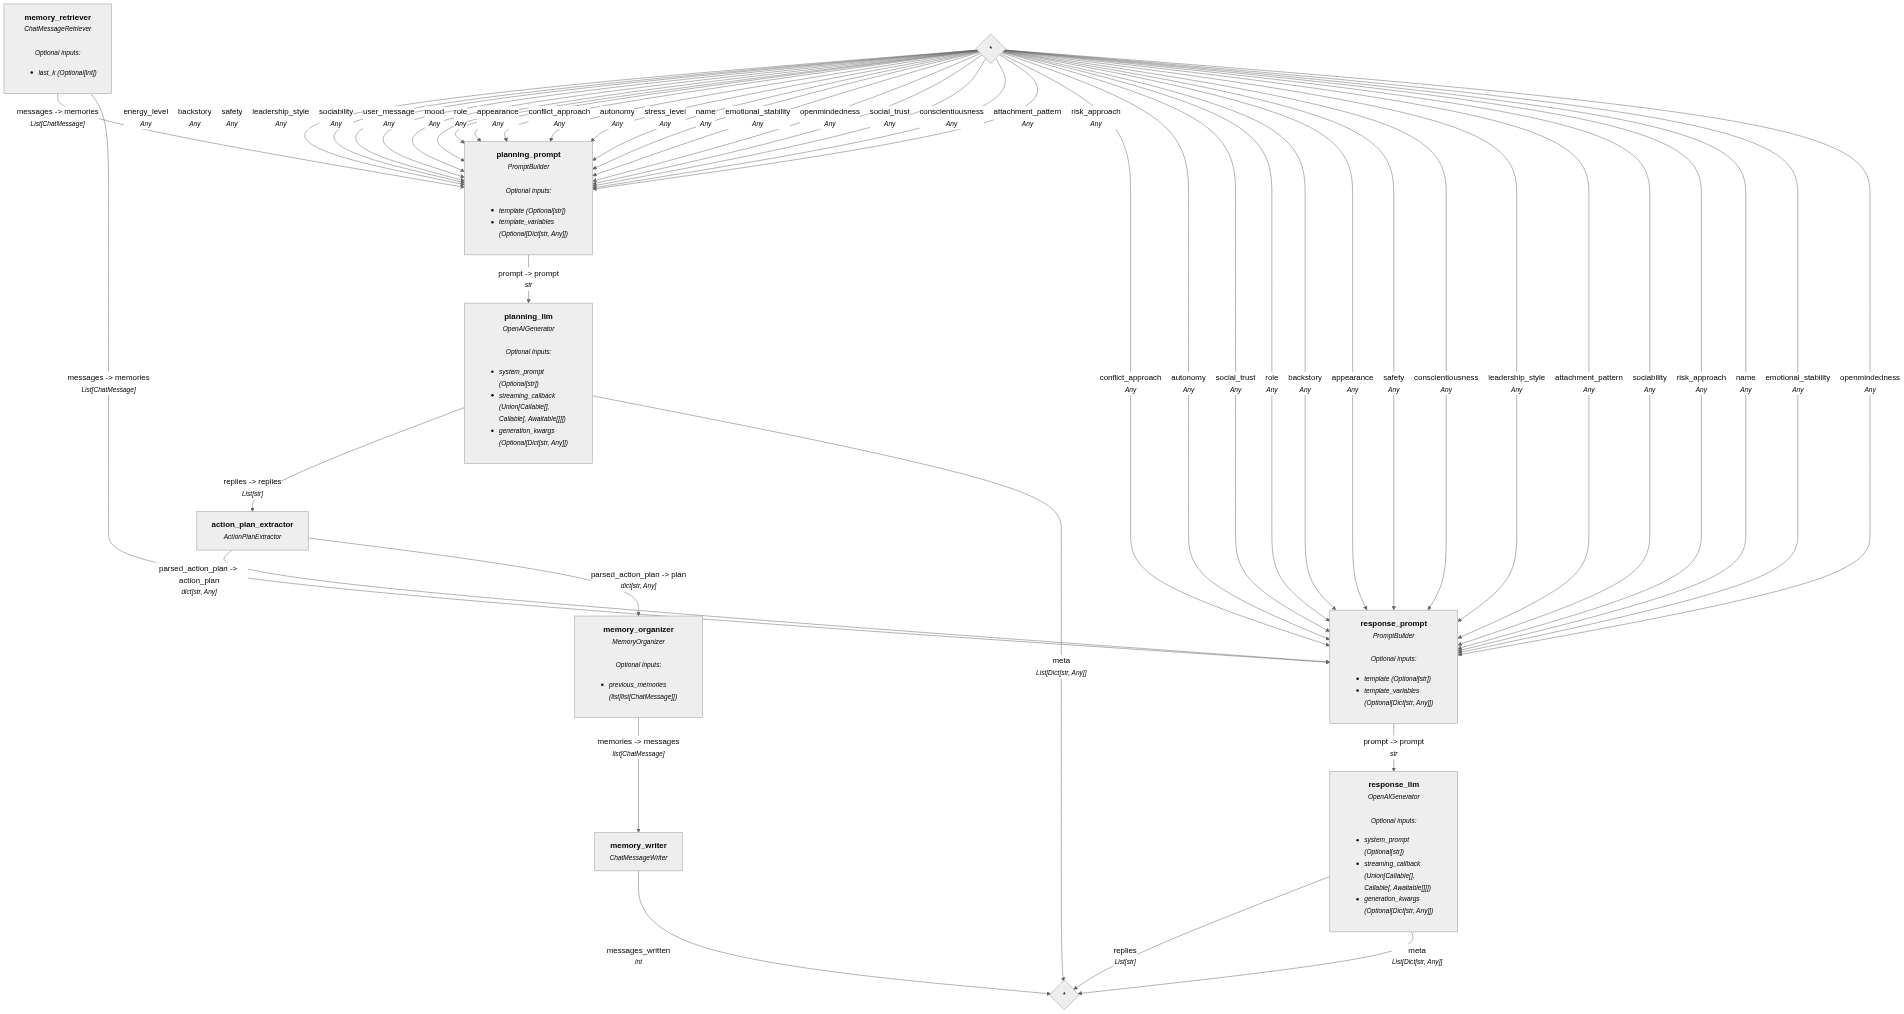 memory_retriever
ChatMessageRetriever
Optional inputs:
last_k (Optional[int])
*
messages -> memories
List[ChatMessage]
energy_level
Any
backstory
Any
safety
Any
leadership_style
Any
sociability
Any
user_message
Any
mood
Any
role
Any
appearance
Any
conflict_approach
Any
autonomy
Any
stress_level
Any
name
Any
emotional_stability
Any
openmindedness
Any
social_trust
Any
conscientiousness
Any
attachment_pattern
Any
risk_approach
Any
planning_prompt
PromptBuilder
Optional inputs:
template (Optional[str])
template_variables
(Optional[Dict[str, Any]])
prompt -> prompt
str
planning_llm
OpenAIGenerator
Optional inputs:
system_prompt
(Optional[str])
streaming_callback
(Union[Callable[],
Callable[, Awaitable[]]])
generation_kwargs
(Optional[Dict[str, Any]])
messages -> memories
List[ChatMessage]
conflict_approach
Any
autonomy
Any
social_trust
Any
role
Any
backstory
Any
appearance
Any
safety
Any
conscientiousness
Any
leadership_style
Any
attachment_pattern
Any
sociability
Any
risk_approach
Any
name
Any
emotional_stability
Any
openmindedness
Any
replies -> replies
List[str]
action_plan_extractor
ActionPlanExtractor
parsed_action_plan ->
action_plan
dict[str, Any]
parsed_action_plan -> plan
dict[str, Any]
memory_organizer
MemoryOrganizer
Optional inputs:
previous_memories
(list[list[ChatMessage]])
meta
List[Dict[str, Any]]
response_prompt
PromptBuilder
Optional inputs:
template (Optional[str])
template_variables
(Optional[Dict[str, Any]])
memories -> messages
list[ChatMessage]
prompt -> prompt
str
response_llm
OpenAIGenerator
Optional inputs:
system_prompt
(Optional[str])
streaming_callback
(Union[Callable[],
Callable[, Awaitable[]]])
generation_kwargs
(Optional[Dict[str, Any]])
memory_writer
ChatMessageWriter
messages_written
int
replies
List[str]
meta
List[Dict[str, Any]]
*